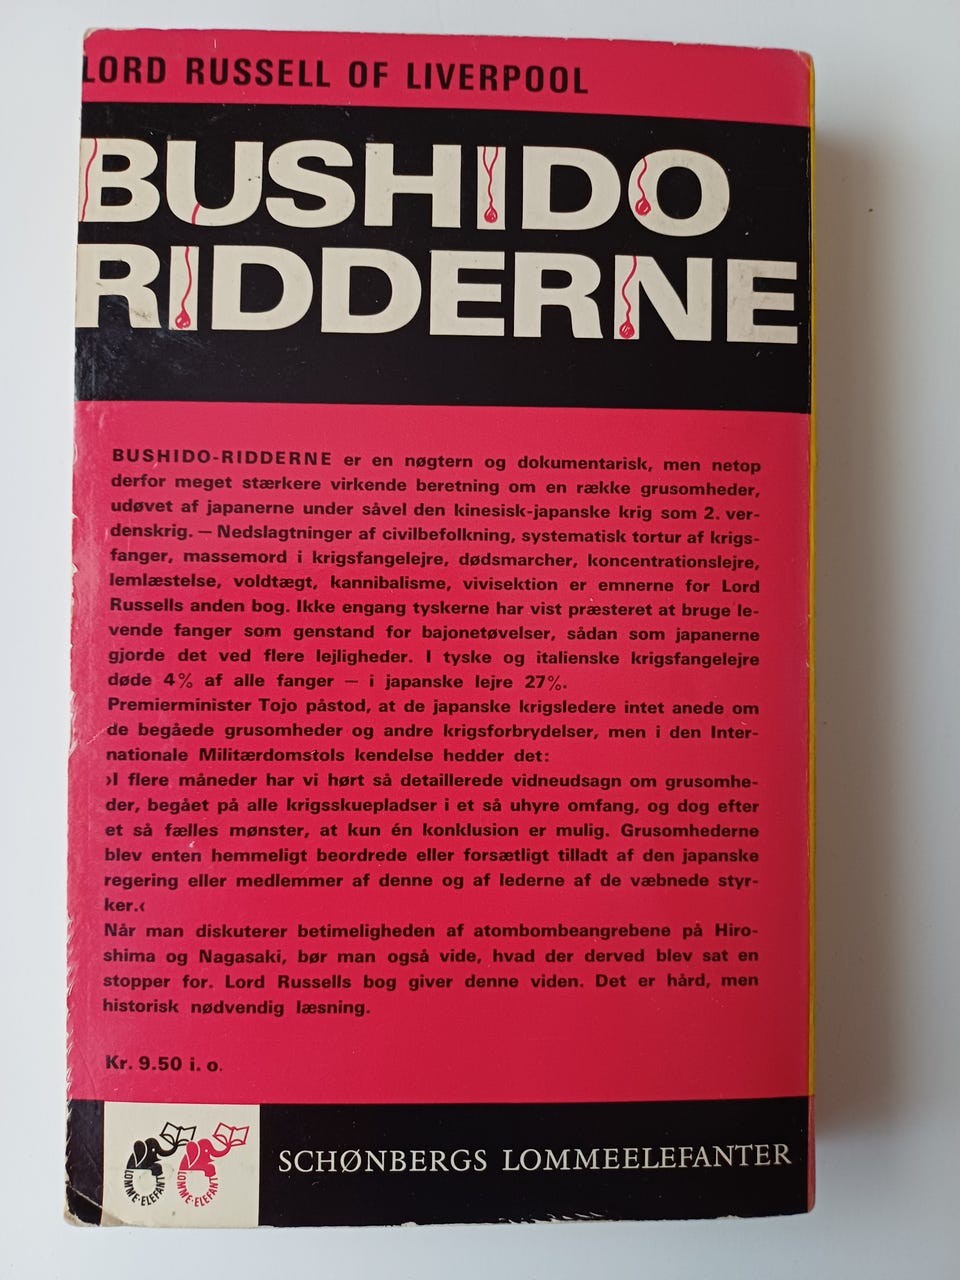 LORD RUSSELL OF LIVERPOOL
BUSHIDO
RIDDERNE
BUSHIDO-RIDDERNE er en nøgtern og dokumentarisk, men netop
derfor meget stærkere virkende beretning om en række grusomheder,
udøvet af japanerne under såvel den kinesisk-japanske krig som 2. ver-
denskrig. — Nedslagtninger af civilbefolkning, systematisk tortur af krigs-
fanger, massemord i krigsfangelejre, dødsmarcher, koncentrationslejre,
lemlæstelse, voldtægt, kannibalisme, vivisektion er emnerne for Lord
Russells anden bog. Ikke engang tyskerne har vist præsteret at bruge le-
vende fanger som genstand for bajonetøvelser, sådan som japanerne
gjorde det ved flere lejligheder. I tyske og italienske krigsfangelejre
døde 4% af alle fanger — i japanske lejre 27%.
Premierminister Tojo påstod, at de japanske krigsledere intet anede om
de begåede grusomheder og andre krigsforbrydelser, men i den Inter-
nationale Militærdomstols kendelse hedder det:
›I flere måneder har vi hørt så detaillerede vidneudsagn om grusomhe-
der, begået på alle krigsskuepladser i et så uhyre omfang, og dog efter
et så fælles mønster, at kun én konklusion er mulig. Grusomhederne
blev enten hemmeligt beordrede eller forsætligt tilladt af den japanske
regering eller medlemmer af denne og af lederne af de væbnede styr-
ker.‹
Når man diskuterer betimeligheden af atombombeangrebene på Hiro-
shima og Nagasaki, bør man også vide, hvad der derved blev sat en
stopper for. Lord Russells bog giver denne viden. Det er hård, men
historisk nødvendig læsning.
Kr. 9.50 i. o.
LOMME-ELEFANT
LOMME-ELEFANT
SCHØNBERGS LOMMEELEFANTER